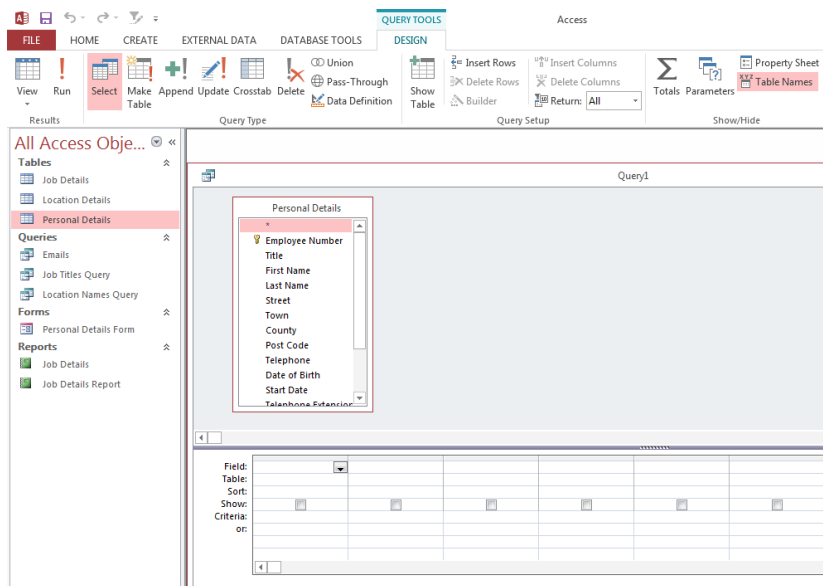 QUERY TOOLS Access
FILE HOME CREATE EXTERNAL DATA DATABASE TOOLS DESIGN
View Run Select Make Table Append Update Crosstab Delete
Union
Pass-Through
Data Definition
Show Table
Insert Rows
Delete Rows
Builder
Insert Columns
Delete Columns
Return: All
Totals Parameters
Property Sheet
XYZ Table Names
Results Query Type Query Setup Show/Hide
All Access Obje...
Tables
Job Details
Location Details
Personal Details
Queries
Emails
Job Titles Query
Location Names Query
Forms
Personal Details Form
Reports
Job Details
Job Details Report
Query1
Personal Details
*
Employee Number
Title
First Name
Last Name
Street
Town
County
Post Code
Telephone
Date of Birth
Start Date
Telephone Extension
Field:
Table:
Sort:
Show:
Criteria:
or: